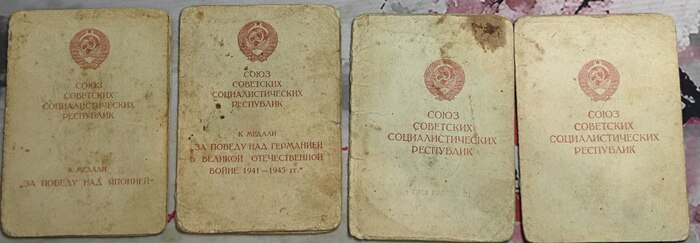 СОЮЗ
СОВЕТСКИХ
СОЦИАЛИСТИЧЕСКИХ
РЕСПУБЛИК
К МЕДАЛИ
"ЗА ПОБЕДУ НАД ЯПОНИЕЙ"
СОЮЗ
СОВЕТСКИХ
СОЦИАЛИСТИЧЕСКИХ
РЕСПУБЛИК
К МЕДАЛИ
"ЗА ПОБЕДУ НАД ГЕРМАНИЕЙ
В ВЕЛИКОЙ ОТЕЧЕСТВЕННОЙ
ВОЙНЕ 1941—1945 гг."
СОЮЗ
СОВЕТСКИХ
СОЦИАЛИСТИЧЕСКИХ
РЕСПУБЛИК
СОЮЗ
СОВЕТСКИХ
СОЦИАЛИСТИЧЕСКИХ
РЕСПУБЛИК